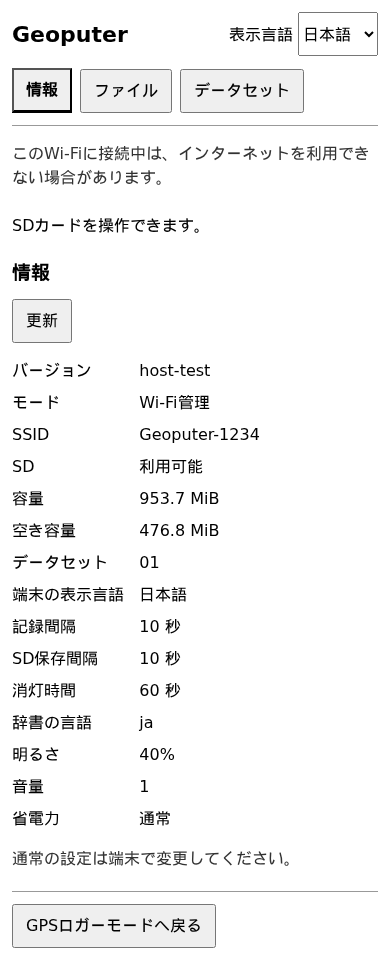 Geoputer 表示言語 日本語
情報 ファイル データセット
このWi-Fiに接続中は、インターネットを利用でき
ない場合があります。
SDカードを操作できます。
情報
更新
バージョン host-test
モード Wi-Fi管理
SSID Geoputer-1234
SD 利用可能
容量 953.7 MiB
空き容量 476.8 MiB
データセット 01
端末の表示言語 日本語
記録間隔 10 秒
SD保存間隔 10 秒
消灯時間 60 秒
辞書の言語 ja
明るさ 40%
音量 1
省電力 通常
通常の設定は端末で変更してください。
GPSロガーモードへ戻る